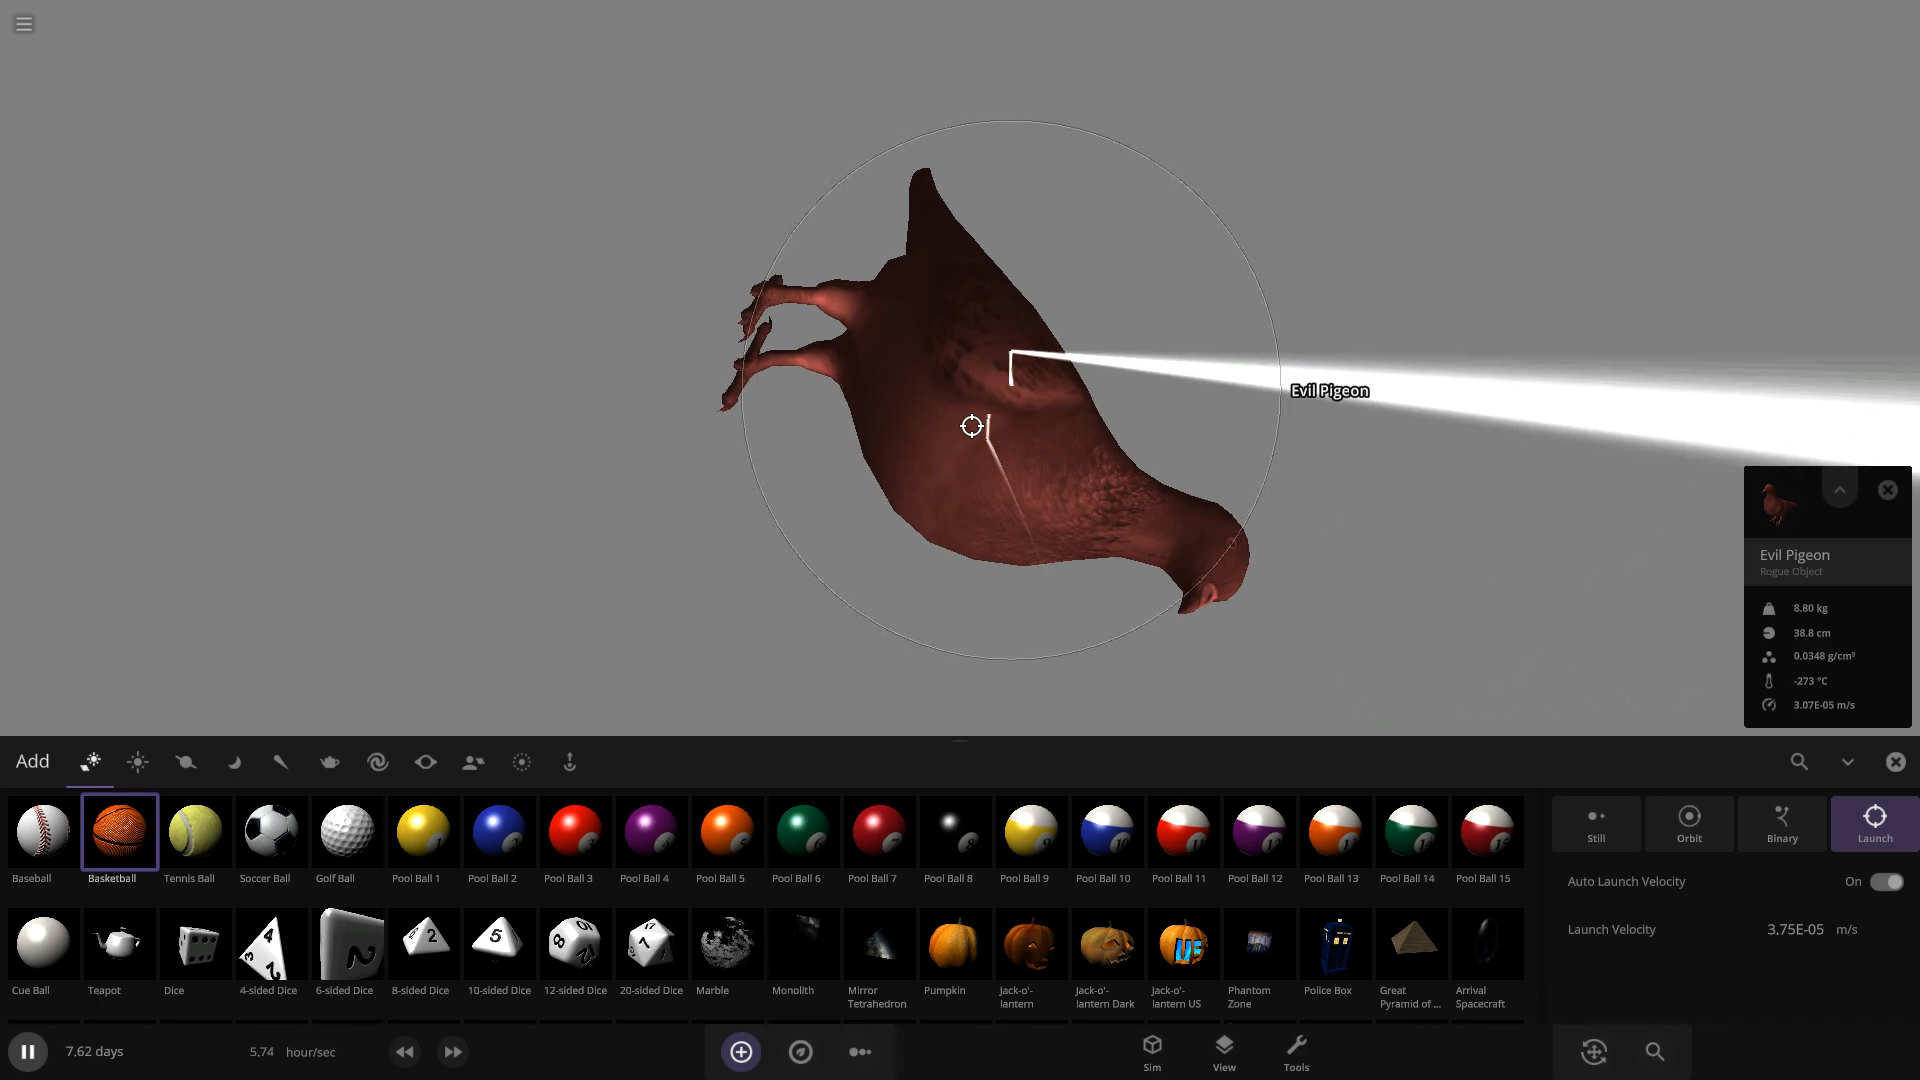 Evil Pigeon
Evil Pigeon
Rogue Object
8.80 kg
38.8 cm
0.0348 g/cm³
-273 °C
3.07E-05 m/s
Add
Baseball
Basketball
Tennis Ball
Soccer Ball
Golf Ball
Pool Ball 1
Pool Ball 2
Pool Ball 3
Pool Ball 4
Pool Ball 5
Pool Ball 6
Pool Ball 7
Pool Ball 8
Pool Ball 9
Pool Ball 10
Pool Ball 11
Pool Ball 12
Pool Ball 13
Pool Ball 14
Pool Ball 15
Cue Ball
Teapot
Dice
4-sided Dice
6-sided Dice
8-sided Dice
10-sided Dice
12-sided Dice
20-sided Dice
Marble
Monolith
Mirror
Tetrahedron
Pumpkin
Jack-o'-
lantern
Jack-o'-
lantern Dark
Jack-o'-
lantern US
Phantom
Zone
Police Box
Great
Pyramid of ...
Arrival
Spacecraft
Still
Orbit
Binary
Launch
Auto Launch Velocity On
Launch Velocity 3.75E-05 m/s
7.62 days
5.74 hour/sec
Sim
View
Tools